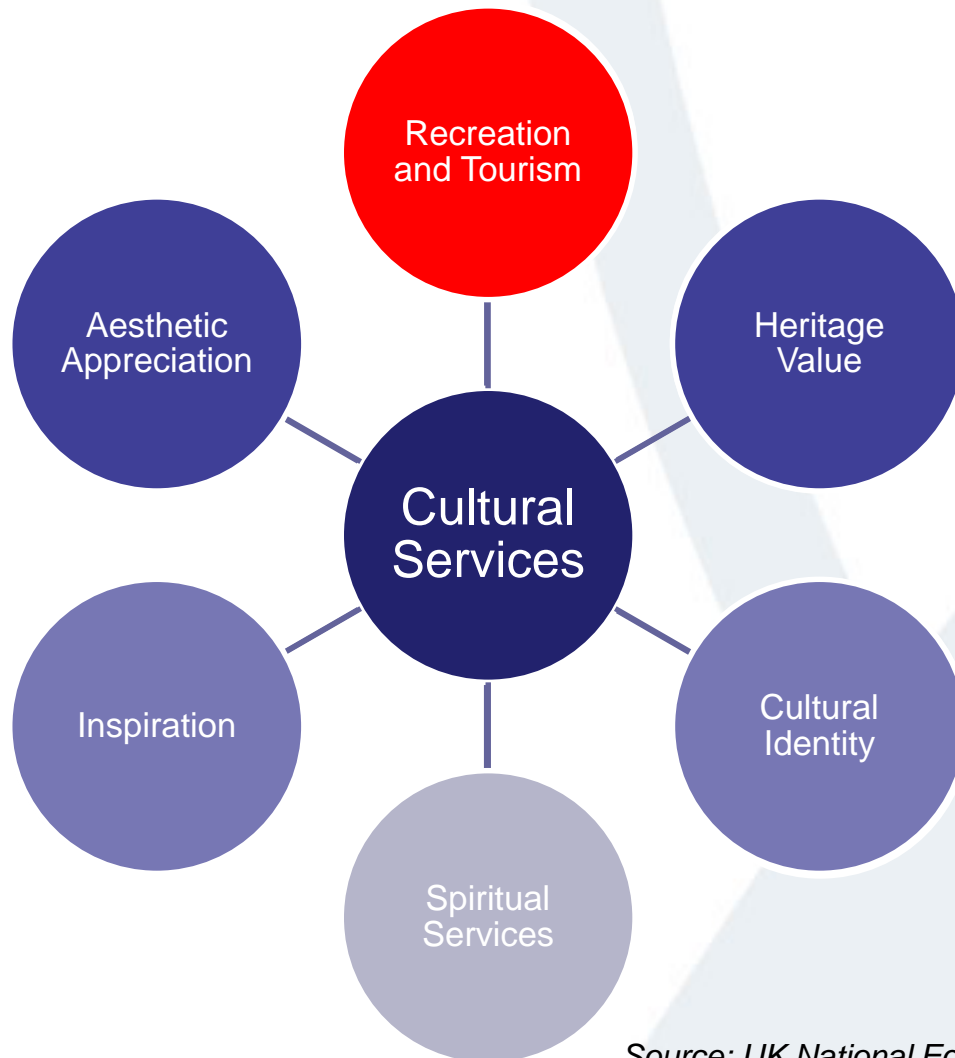 Recreation
and Tourism
Aesthetic
Appreciation
Heritage
Value
Cultural
Services
Inspiration
Cultural
Identity
Spiritual
Services
Source: UK National